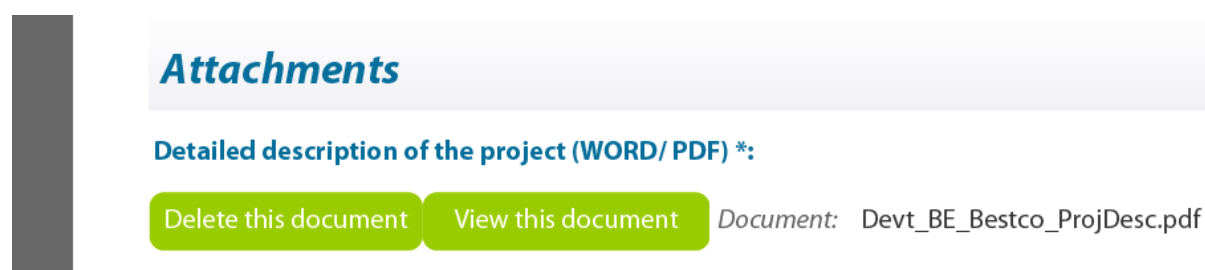 Attachments
Detailed description of the project (WORD/ PDF) *:
Delete this document View this document Document: Devt_BE_Bestco_ProjDesc.pdf